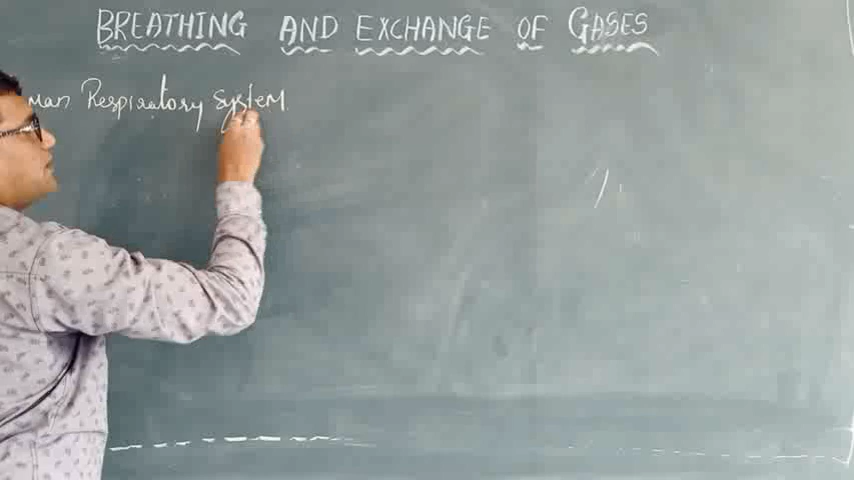 BREATHING AND EXCHANGE OF GASES
man Respiratory System